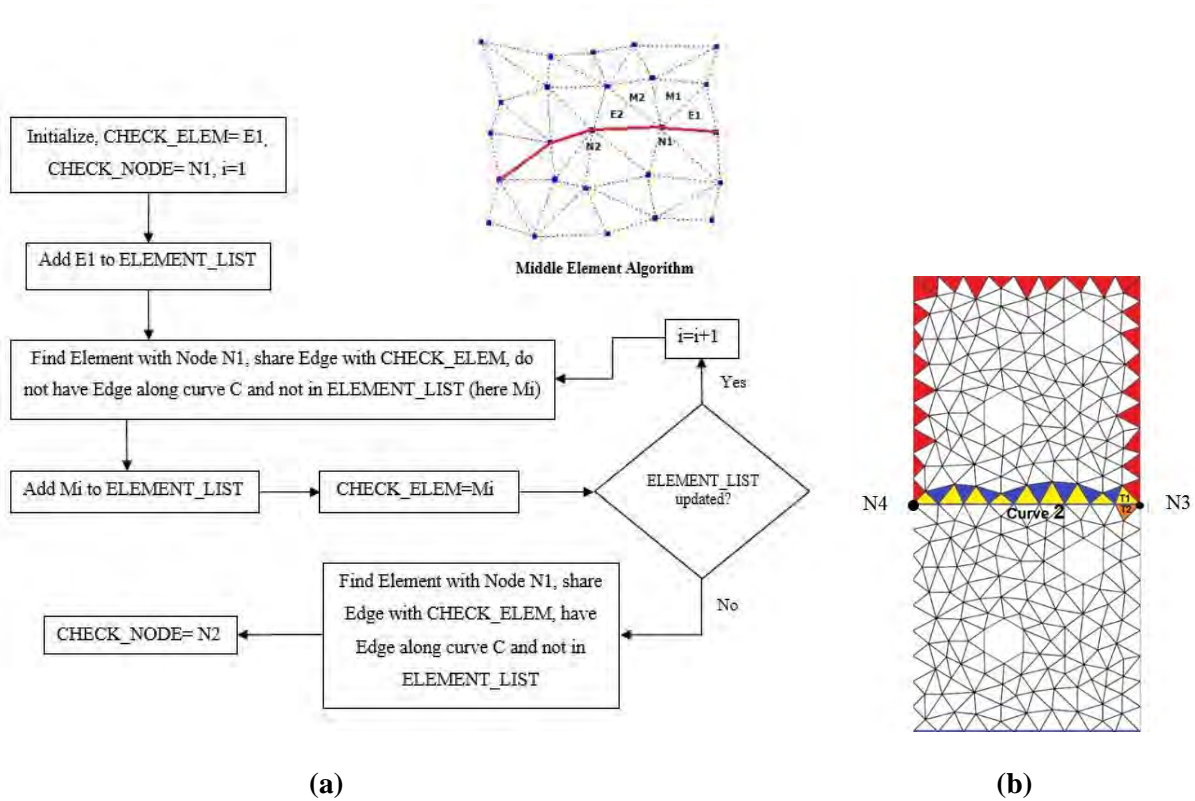 M2
M1
E2
E1
N2
N1
Middle Element Algorithm
Initialize, CHECK_ELEM= E1,
CHECK_NODE= N1, i=1
Add E1 to ELEMENT_LIST
Find Element with Node N1, share Edge with CHECK_ELEM, do
not have Edge along curve C and not in ELEMENT_LIST (here Mi)
i=i+1
Yes
Add Mi to ELEMENT_LIST
CHECK_ELEM=Mi
ELEMENT_LIST
updated?
No
Find Element with Node N1, share
Edge with CHECK_ELEM, have
Edge along curve C and not in
ELEMENT_LIST
CHECK_NODE= N2
N4
T1
T2
N3
Curve 2
(a)
(b)